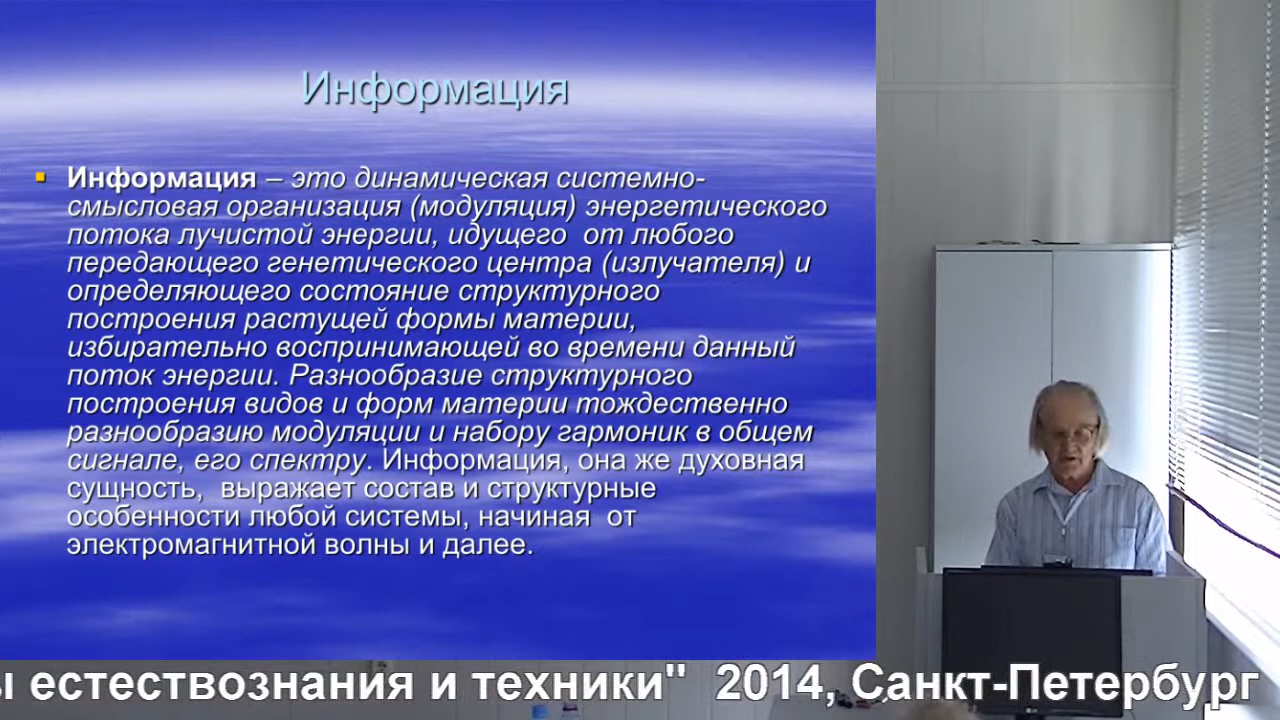 Информация
Информация – это динамическая системно-
смысловая организация (модуляция) энергетического
потока лучистой энергии, идущего от любого
передающего генетического центра (излучателя) и
определяющего состояние структурного
построения растущей формы материи,
избирательно воспринимающей во времени данный
поток энергии. Разнообразие структурного
построения видов и форм материи тождественно
разнообразию модуляции и набору гармоник в общем
сигнале, его спектру. Информация, она же духовная
сущность, выражает состав и структурные
особенности любой системы, начиная от
электромагнитной волны и далее.
ы естествознания и техники" 2014, Санкт-Петербург